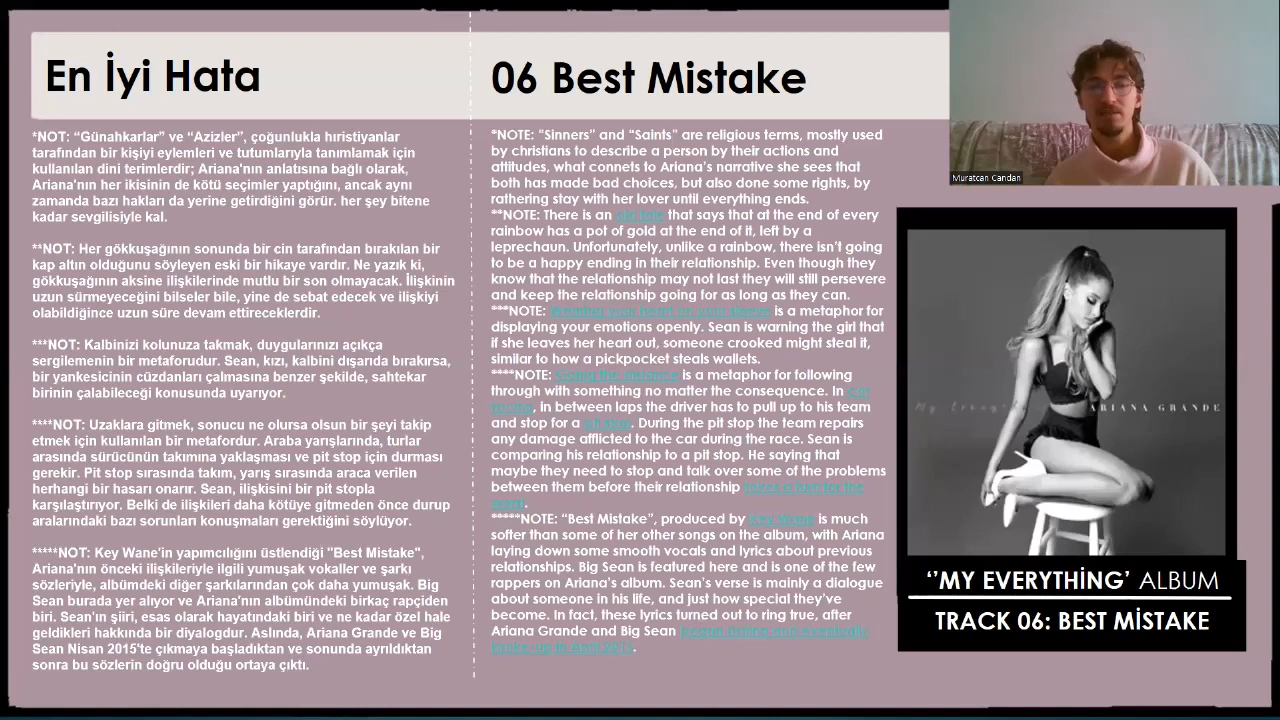 En İyi Hata
*NOT: “Günahkarlar” ve “Azizler”, çoğunlukla hıristiyanlar
tarafından bir kişiyi eylemleri ve tutumlarıyla tanımlamak için
kullanılan dini terimlerdir; Ariana'nın anlatısına bağlı olarak,
Ariana'nın her ikisinin de kötü seçimler yaptığını, ancak aynı
zamanda bazı hakları da yerine getirdiğini görür. her şey bitene
kadar sevgilisiyle kal.
**NOT: Her gökkuşağının sonunda bir cin tarafından bırakılan bir
kap altın olduğunu söyleyen eski bir hikaye vardır. Ne yazık ki,
gökkuşağının aksine ilişkilerinde mutlu bir son olmayacak. İlişkinin
uzun sürmeyeceğini bilseler bile, yine de sebat edecek ve ilişkiyi
olabildiğince uzun süre devam ettireceklerdir.
***NOT: Kalbinizi kolunuza takmak, duygularınızı açıkça
sergilemenin bir metaforudur. Sean, kızı, kalbini dışarıda bırakırsa,
bir yankesicinin cüzdanları çalmasına benzer şekilde, sahtekar
birinin çalabileceği konusunda uyarıyor.
****NOT: Uzaklara gitmek, sonucu ne olursa olsun bir şeyi takip
etmek için kullanılan bir metafordur. Araba yarışlarında, turlar
arasında sürücünün takımına yaklaşması ve pit stop için durması
gerekir. Pit stop sırasında takım, yarış sırasında araca verilen
herhangi bir hasarı onarır. Sean, ilişkisini bir pit stopla
karşılaştırıyor. Belki de ilişkileri daha kötüye gitmeden önce durup
aralarındaki bazı sorunları konuşmaları gerektiğini söylüyor.
*****NOT: Key Wane'in yapımcılığını üstlendiği "Best Mistake",
Ariana'nın önceki ilişkileriyle ilgili yumuşak vokaller ve şarkı
sözleriyle, albümdeki diğer şarkılarından çok daha yumuşak. Big
Sean burada yer alıyor ve Ariana'nın albümündeki birkaç rapçiden
biri. Sean'ın şiiri, esas olarak hayatındaki biri ve ne kadar özel hale
geldikleri hakkında bir diyalogdur. Aslında, Ariana Grande ve Big
Sean Nisan 2015'te çıkmaya başladıktan ve sonunda ayrıldıktan
sonra bu sözlerin doğru olduğu ortaya çıktı.
06 Best Mistake
*NOTE: “Sinners” and “Saints” are religious terms, mostly used
by christians to describe a person by their actions and
attitudes, what connets to Ariana’s narrative she sees that
both has made bad choices, but also done some rights, by
rathering stay with her lover until everything ends.
**NOTE: There is an old tale that says that at the end of every
rainbow has a pot of gold at the end of it, left by a
leprechaun. Unfortunately, unlike a rainbow, there isn’t going
to be a happy ending in their relationship. Even though they
know that the relationship may not last they will still persevere
and keep the relationship going for as long as they can.
***NOTE: Wearing your heart on your sleeve is a metaphor for
displaying your emotions openly. Sean is warning the girl that
if she leaves her heart out, someone crooked might steal it,
similar to how a pickpocket steals wallets.
****NOTE: Going the distance is a metaphor for following
through with something no matter the consequence. In car
racing, in between laps the driver has to pull up to his team
and stop for a pit stop. During the pit stop the team repairs
any damage afflicted to the car during the race. Sean is
comparing his relationship to a pit stop. He saying that
maybe they need to stop and talk over some of the problems
between them before their relationship takes a turn for the
worst.
*****NOTE: “Best Mistake”, produced by Key Wane is much
softer than some of her other songs on the album, with Ariana
laying down some smooth vocals and lyrics about previous
relationships. Big Sean is featured here and is one of the few
rappers on Ariana’s album. Sean’s verse is mainly a dialogue
about someone in his life, and just how special they’ve
become. In fact, these lyrics turned out to ring true, after
Ariana Grande and Big Sean began dating and eventually
broke-up in April 2015.
Muratcan Candan
My Everything ARIANA GRANDE
‘’MY EVERYTHİNG’ ALBUM
TRACK 06: BEST MİSTAKE